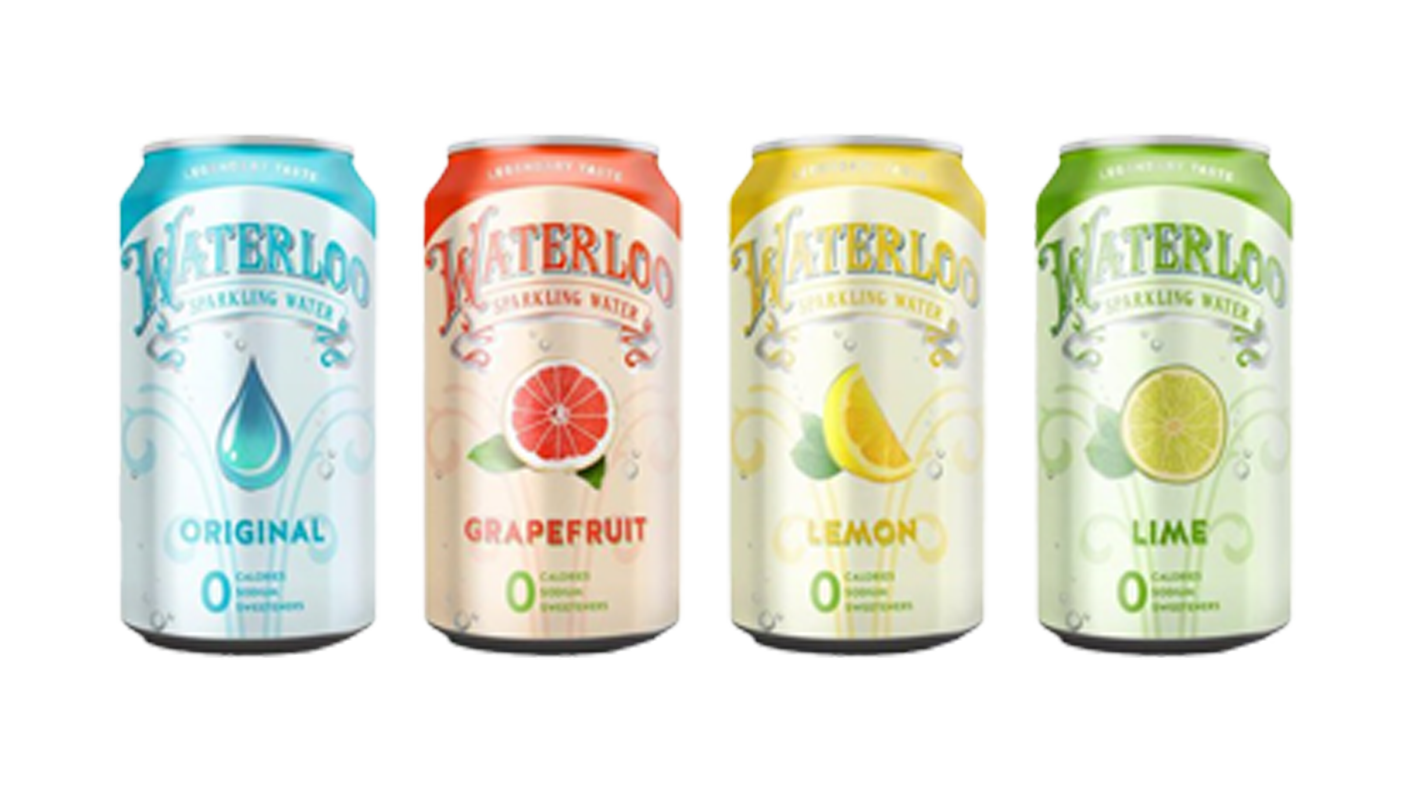 LEGENDARY TASTE
WATERLOO
SPARKLING WATER
ORIGINAL
0 CALORIES
SODIUM
SWEETENERS
LEGENDARY TASTE
WATERLOO
SPARKLING WATER
GRAPEFRUIT
0 CALORIES
SODIUM
SWEETENERS
LEGENDARY TASTE
WATERLOO
SPARKLING WATER
LEMON
0 CALORIES
SODIUM
SWEETENERS
LEGENDARY TASTE
WATERLOO
SPARKLING WATER
LIME
0 CALORIES
SODIUM
SWEETENERS